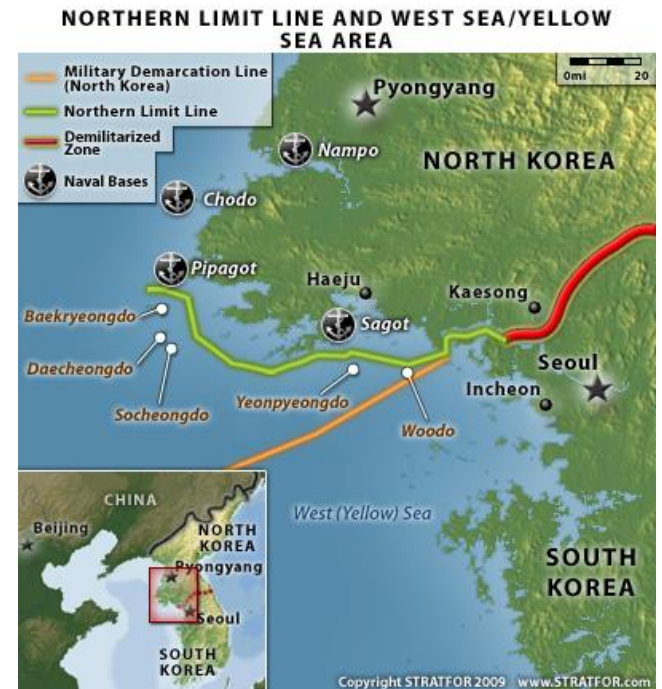 NORTHERN LIMIT LINE AND WEST SEA/YELLOW
SEA AREA
Military Demarcation Line
(North Korea)
Northern Limit Line
Demilitarized
Zone
Naval Bases
0mi 20
Pyongyang
Nampo
NORTH KOREA
Chodo
Pipagot
Haeju
Kaesong
Baekryeongdo
Sagot
Daecheongdo
Seoul
Socheongdo
Yeonpyeongdo
Incheon
Woodo
West (Yellow) Sea
SOUTH
KOREA
CHINA
Beijing
NORTH
KOREA
Pyongyang
Seoul
SOUTH
KOREA
Copyright STRATFOR 2009 www.STRATFOR.com